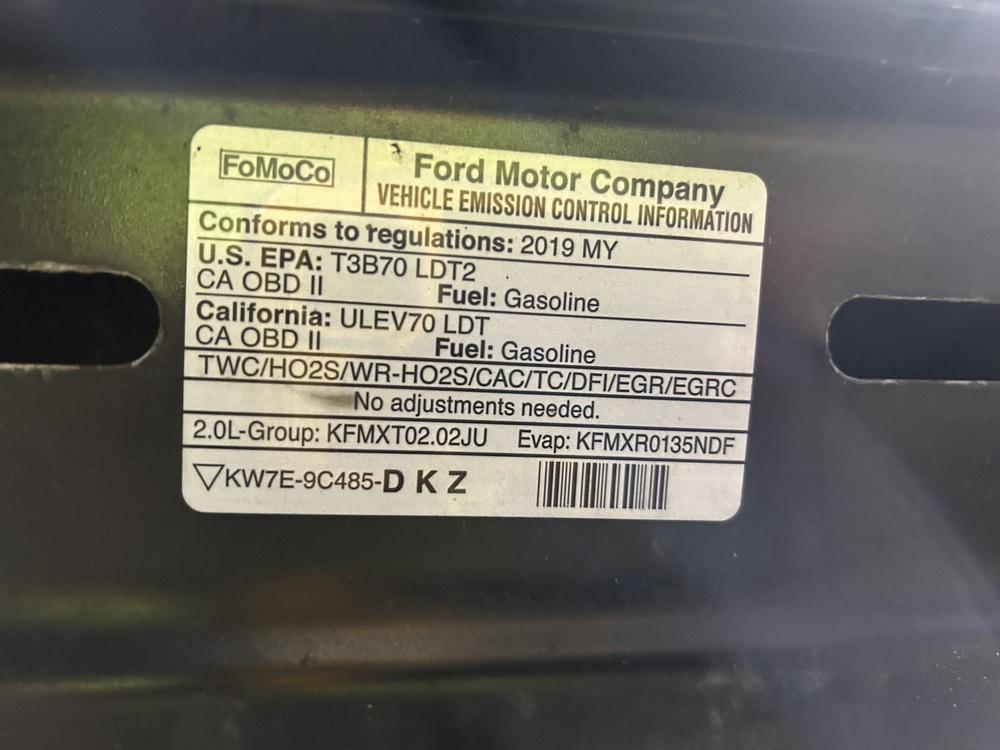 FoMoCo
Ford Motor Company
VEHICLE EMISSION CONTROL INFORMATION
Conforms to regulations: 2019 MY
U.S. EPA: T3B70 LDT2
CA OBD II Fuel: Gasoline
California: ULEV70 LDT
CA OBD II Fuel: Gasoline
TWC/HO2S/WR-HO2S/CAC/TC/DFI/EGR/EGRC
No adjustments needed.
2.0L-Group: KFMXT02.02JU Evap: KFMXR0135NDF
▽KW7E-9C485-D K Z